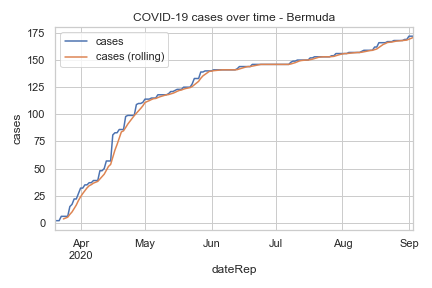 COVID-19 cases over time - Bermuda
cases
cases (rolling)
175
150
125
100
75
50
25
0
cases
Apr
2020
May
Jun
Jul
Aug
Sep
dateRep